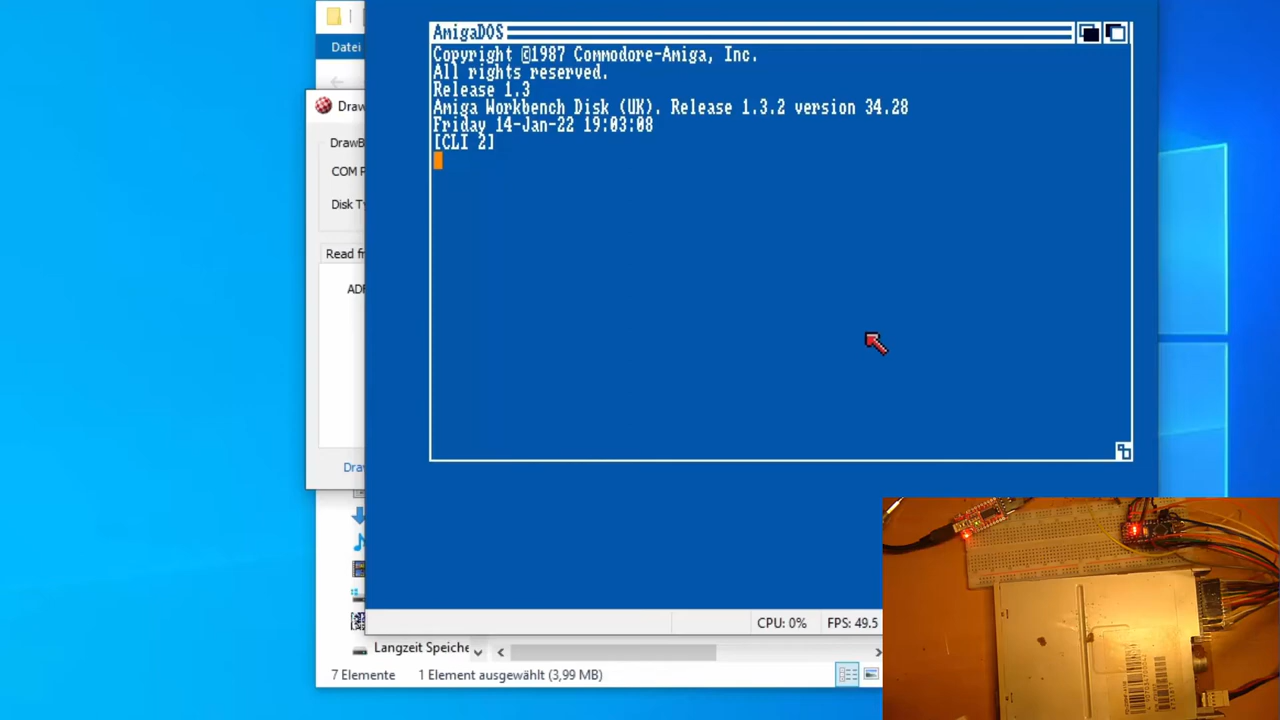 Datei
Draw
DrawB
COM P
Disk Ty
Read fr
ADF
Dra
AmigaDOS
Copyright ©1987 Commodore-Amiga, Inc.
All rights reserved.
Release 1.3
Amiga Workbench Disk (UK). Release 1.3.2 version 34.28
Friday 14-Jan-22 19:03:08
[CLI 2]
CPU: 0%
FPS: 49.5
Langzeit Speiche
7 Elemente
1 Element ausgewählt (3,99 MB)